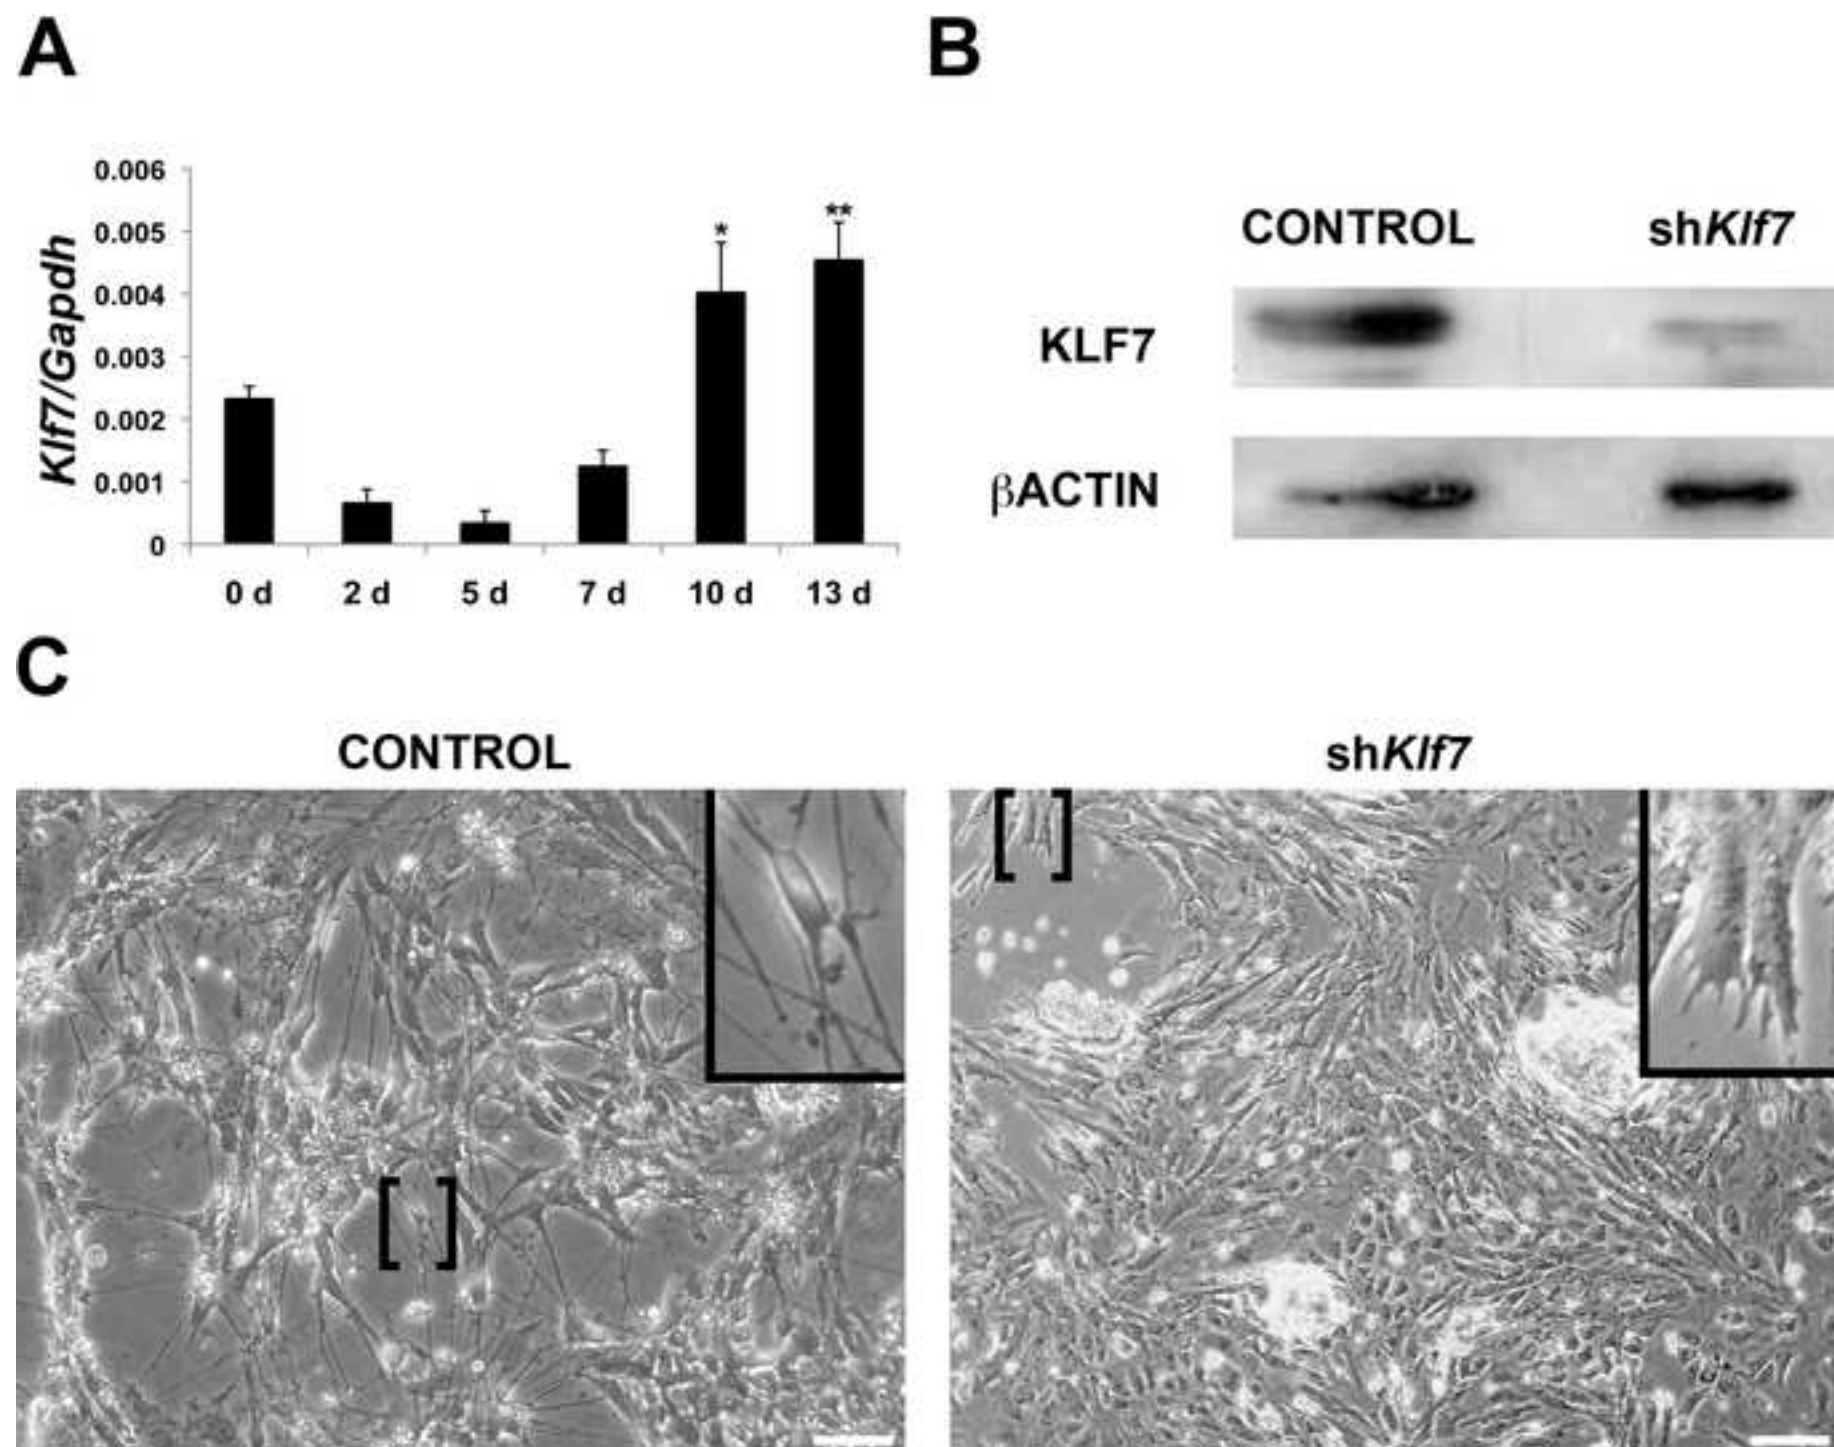 A
B
0.006
0.005
0.004
0.003
0.002
0.001
0
Klf7/Gapdh
*
**
0 d 2 d 5 d 7 d 10 d 13 d
CONTROL shKlf7
KLF7
βACTIN
C
CONTROL shKlf7
[ ]
[ ]